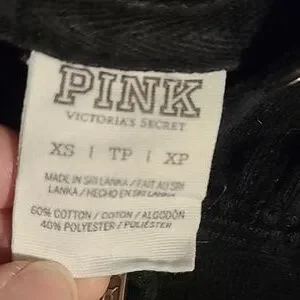 PINK
VICTORIA'S SECRET
XS | TP | XP
MADE IN SRI LANKA / FAIT AU SRI
LANKA / HECHO EN SRI LANKA
60% COTTON / COTON / ALGODÓN
40% POLYESTER / POLIÉSTER